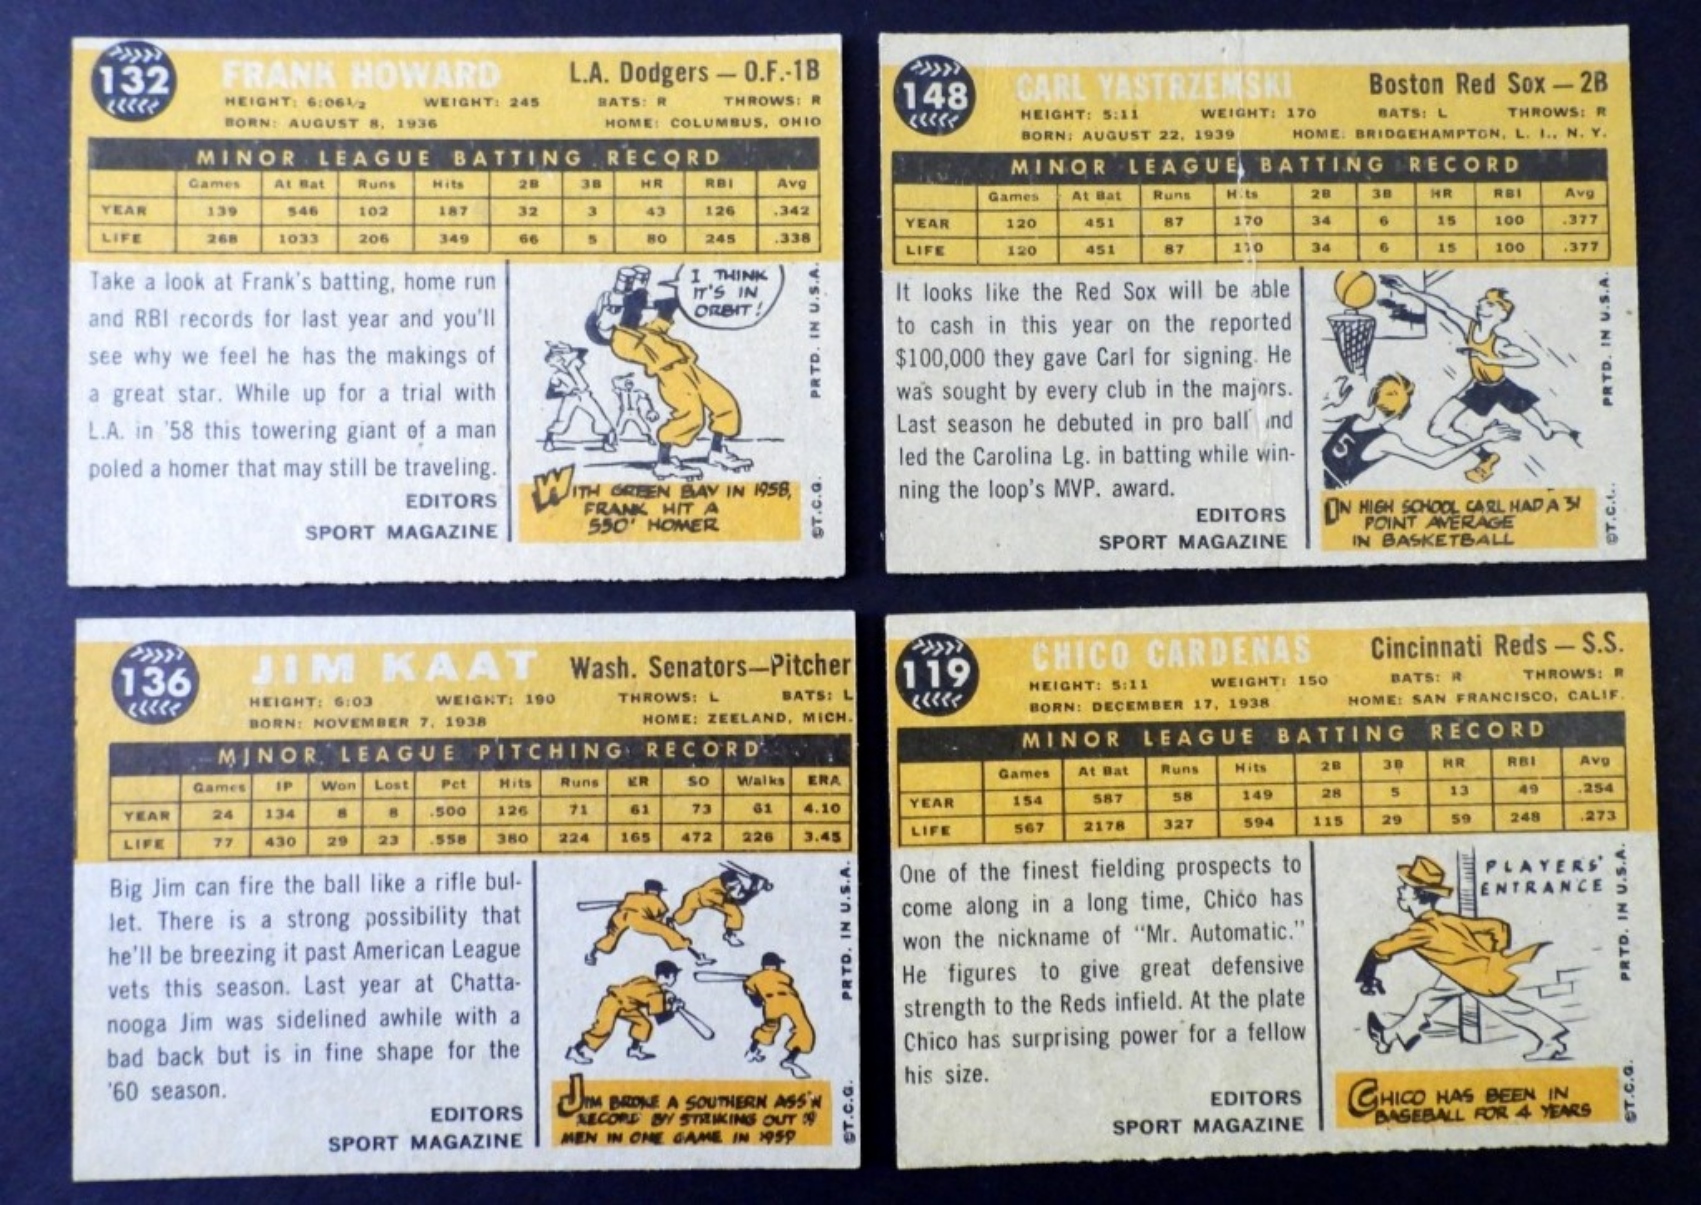 132
FRANK HOWARD
L.A. Dodgers — O.F.-1B
HEIGHT: 6:06½ WEIGHT: 245 BATS: R THROWS: R
BORN: AUGUST 8, 1936 HOME: COLUMBUS, OHIO
MINOR LEAGUE BATTING RECORD
Games At Bat Runs Hits 2B 3B HR RBI Avg
YEAR 139 546 102 187 32 3 43 126 .342
LIFE 268 1033 206 349 66 5 80 245 .338
Take a look at Frank's batting, home run
and RBI records for last year and you'll
see why we feel he has the makings of
a great star. While up for a trial with
L.A. in '58 this towering giant of a man
poled a homer that may still be traveling.
EDITORS
SPORT MAGAZINE
I THINK
IT'S IN
ORBIT!
WITH GREEN BAY IN 1958,
FRANK HIT A
550' HOMER
PRTD. IN U.S.A.
©T.C.G.
148
CARL YASTRZEMSKI
Boston Red Sox — 2B
HEIGHT: 5:11 WEIGHT: 170 BATS: L THROWS: R
BORN: AUGUST 22, 1939 HOME: BRIDGEHAMPTON, L. I., N. Y.
MINOR LEAGUE BATTING RECORD
Games At Bat Runs Hits 2B 3B HR RBI Avg
YEAR 120 451 87 170 34 6 15 100 .377
LIFE 120 451 87 170 34 6 15 100 .377
It looks like the Red Sox will be able
to cash in this year on the reported
$100,000 they gave Carl for signing. He
was sought by every club in the majors.
Last season he debuted in pro ball and
led the Carolina Lg. in batting while win-
ning the loop's MVP. award.
EDITORS
SPORT MAGAZINE
5
IN HIGH SCHOOL CARL HAD A 31
POINT AVERAGE
IN BASKETBALL
PRTD. IN U.S.A.
©T.C.G.
136
JIM KAAT
Wash. Senators—Pitcher
HEIGHT: 6:03 WEIGHT: 190 THROWS: L BATS: L
BORN: NOVEMBER 7, 1938 HOME: ZEELAND, MICH.
MINOR LEAGUE PITCHING RECORD
Games IP Won Lost Pct Hits Runs ER SO Walks ERA
YEAR 24 134 8 8 .500 126 71 61 73 61 4.10
LIFE 77 430 29 23 .558 380 224 165 472 226 3.45
Big Jim can fire the ball like a rifle bul-
let. There is a strong possibility that
he'll be breezing it past American League
vets this season. Last year at Chatta-
nooga Jim was sidelined awhile with a
bad back but is in fine shape for the
'60 season.
EDITORS
SPORT MAGAZINE
JIM BROKE A SOUTHERN ASS'N
RECORD BY STRIKING OUT 19
MEN IN ONE GAME IN 1959
PRTD. IN U.S.A.
©T.C.G.
119
CHICO CARDENAS
Cincinnati Reds — S.S.
HEIGHT: 5:11 WEIGHT: 150 BATS: R THROWS: R
BORN: DECEMBER 17, 1938 HOME: SAN FRANCISCO, CALIF.
MINOR LEAGUE BATTING RECORD
Games At Bat Runs Hits 2B 3B HR RBI Avg
YEAR 154 587 58 149 28 5 13 49 .254
LIFE 567 2178 327 594 115 29 59 248 .273
One of the finest fielding prospects to
come along in a long time, Chico has
won the nickname of "Mr. Automatic."
He figures to give great defensive
strength to the Reds infield. At the plate
Chico has surprising power for a fellow
his size.
EDITORS
SPORT MAGAZINE
PLAYERS'
ENTRANCE
CHICO HAS BEEN IN
BASEBALL FOR 4 YEARS
PRTD. IN U.S.A.
©T.C.G.